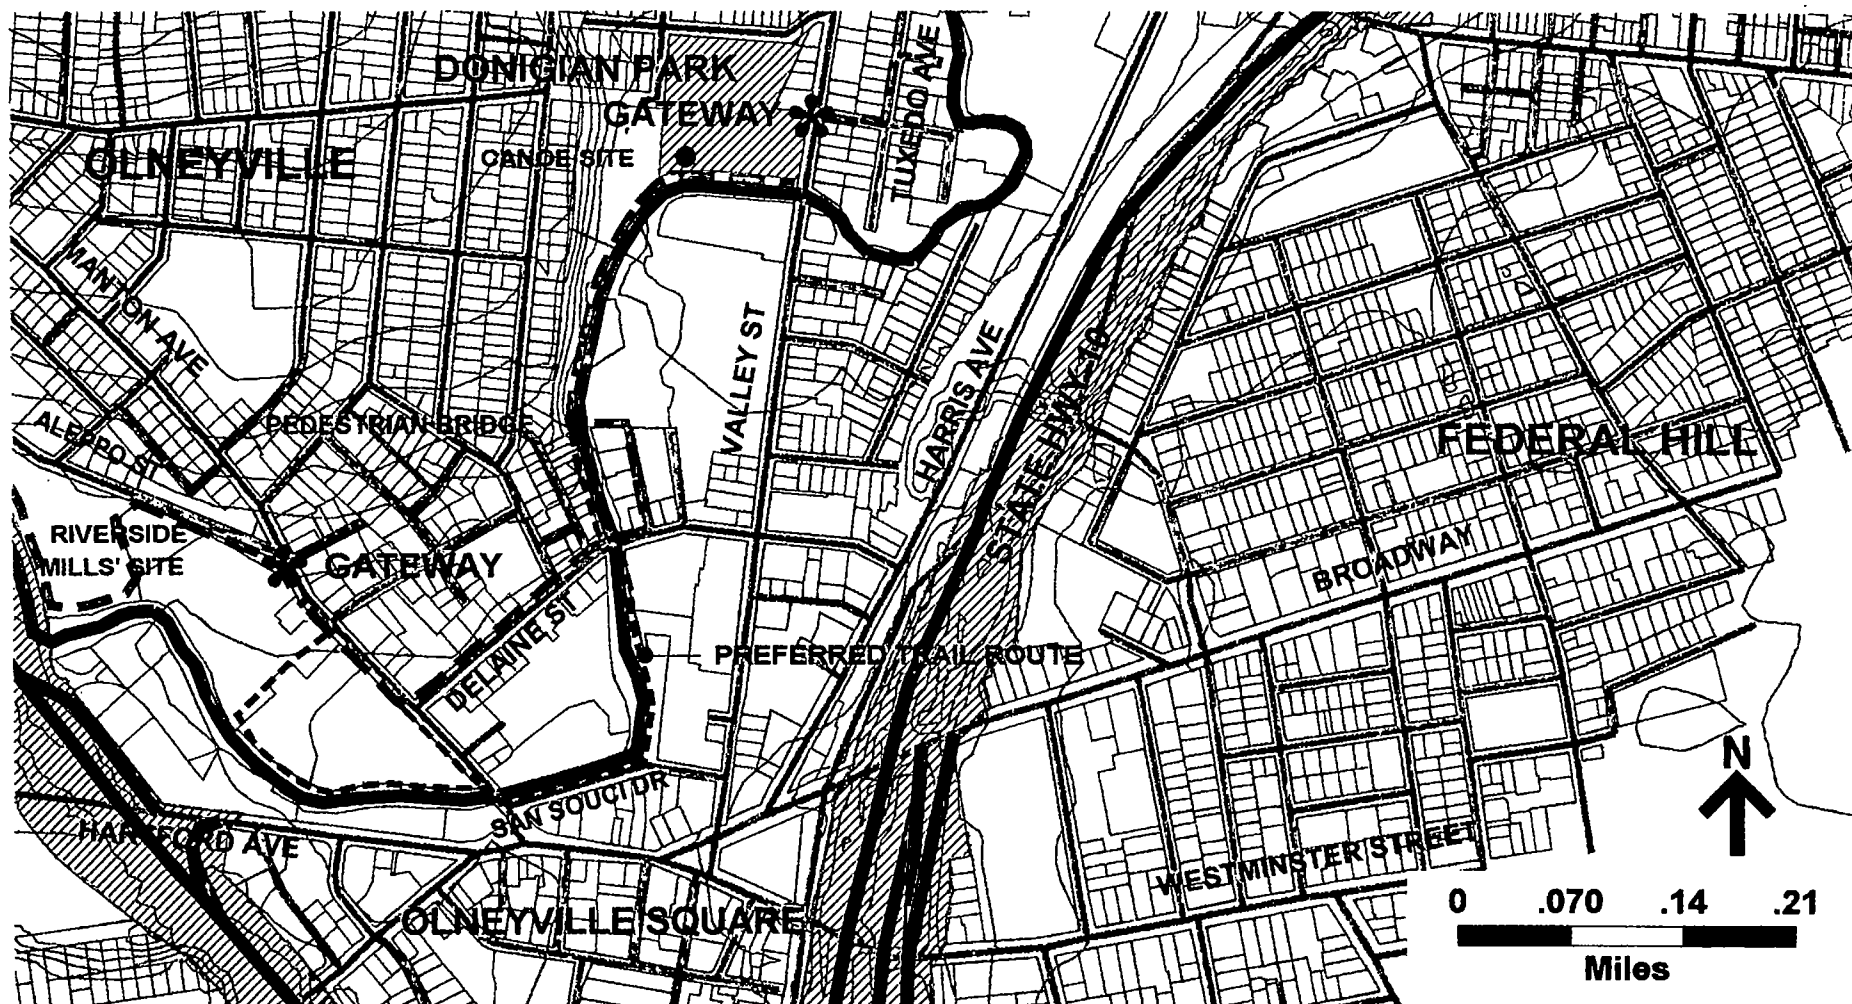 DONIGIAN PARK
GATEWAY
TUXEDO AVE
OLNEYVILLE
CANOE SITE
MANTON AVE
VALLEY ST
HARRIS AVE
STATE HWY 10
ALEPPO ST
PEDESTRIAN BRIDGE
FEDERAL HILL
RIVERSIDE
MILLS' SITE
GATEWAY
BROADWAY
DELAINE ST
PREFERRED TRAIL ROUTE
SAN SOUCI DR
HARTFORD AVE
WESTMINSTER STREET
OLNEYVILLE SQUARE
N
0 .070 .14 .21
Miles